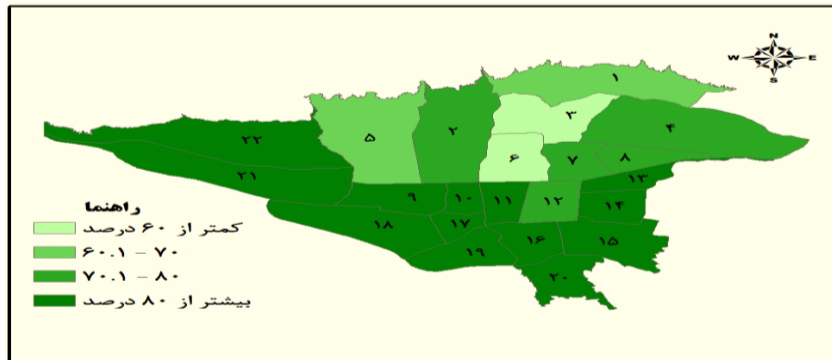 N
W E
S
۱
۳
۴
۵
۲
۶
۷
۸
۲۲
۱۳
۲۱
۹
۱۰
۱۱
۱۲
۱۴
۱۸
۱۷
۱۶
۱۵
۱۹
۲۰
راهنما
کمتر از ۶۰ درصد
۶۰.۱ – ۷۰
۷۰.۱ – ۸۰
بیشتر از ۸۰ درصد